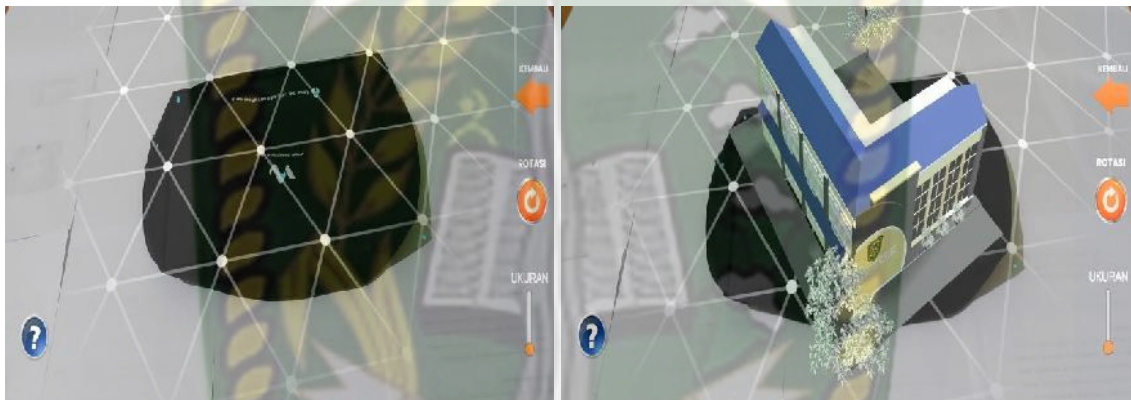 KEMBALI
ROTASI
UKURAN
?
KEMBALI
ROTASI
UKURAN
?